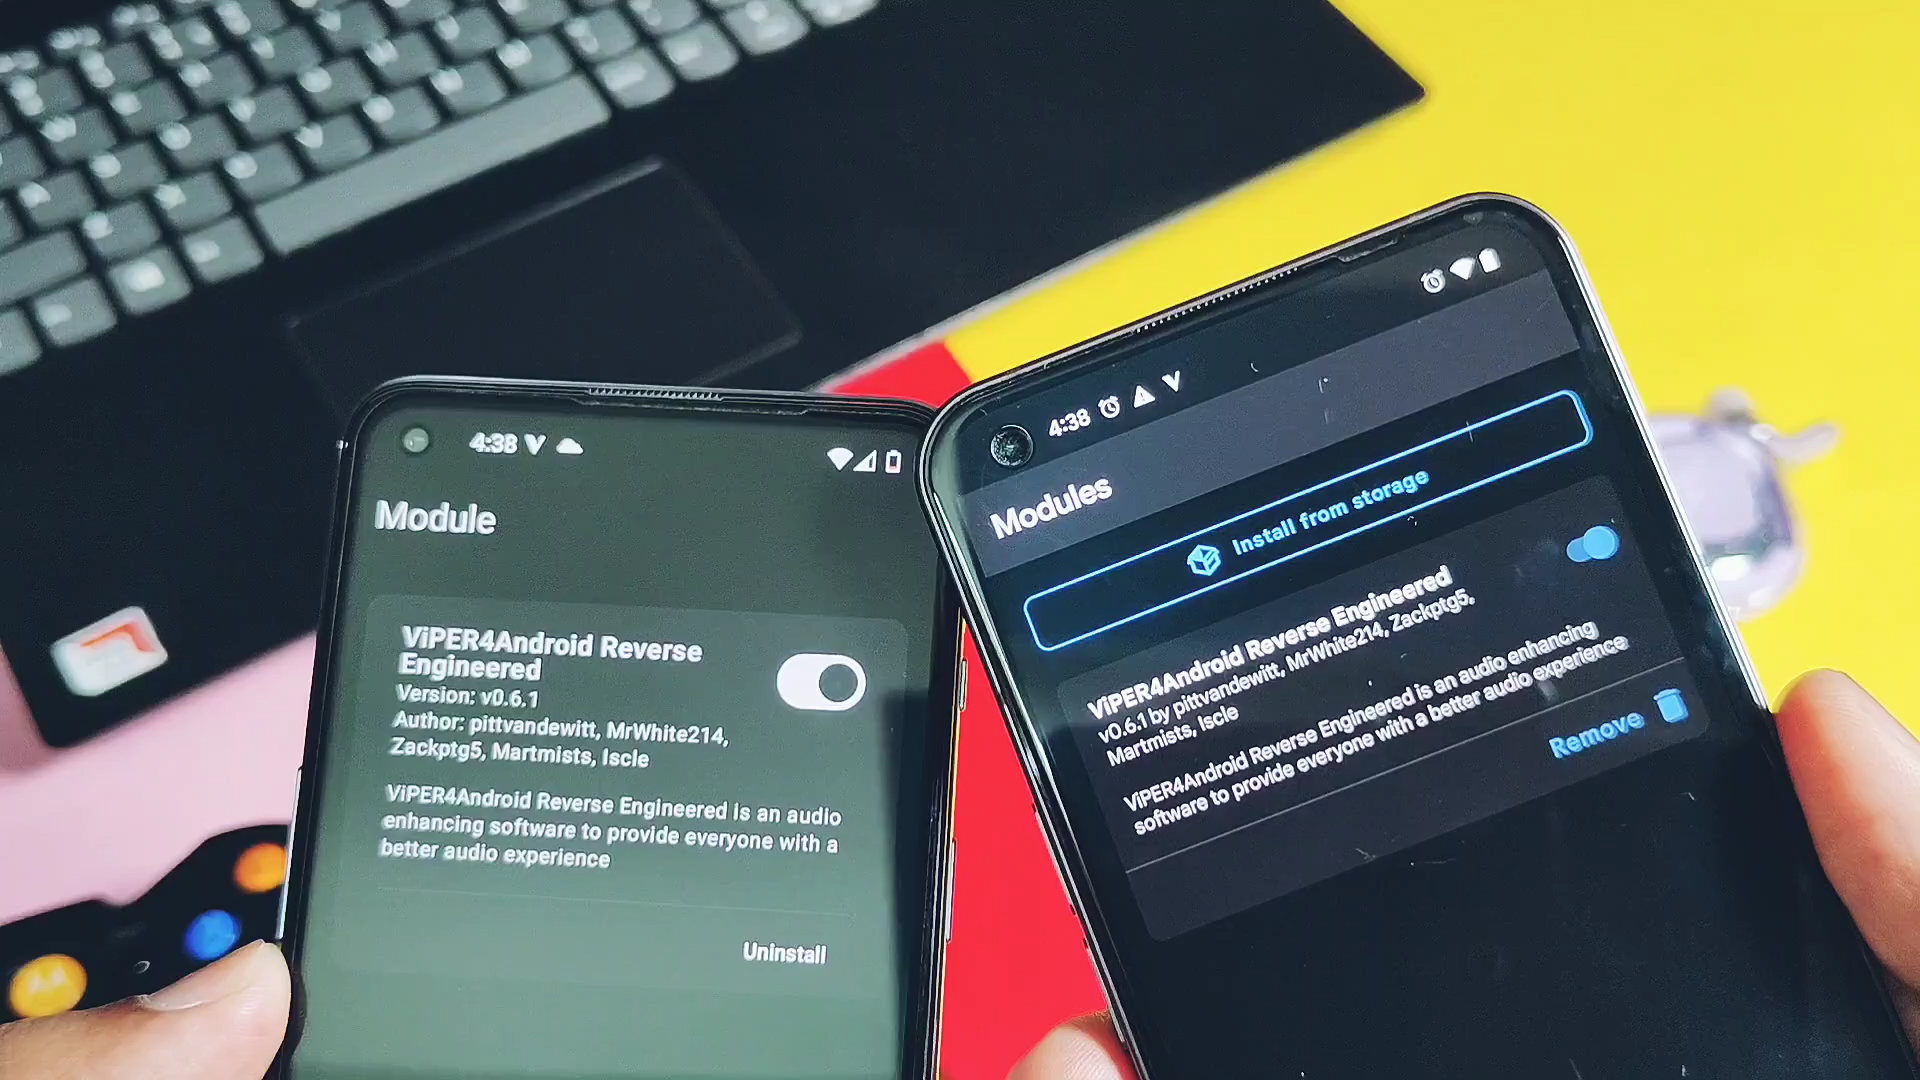 4:38
Module
ViPER4Android Reverse
Engineered
Version: v0.6.1
Author: pittvandewitt, MrWhite214,
Zackptg5, Martmists, Iscle
ViPER4Android Reverse Engineered is an audio
enhancing software to provide everyone with a
better audio experience
Uninstall
4:38
Modules
Install from storage
ViPER4Android Reverse Engineered
v0.6.1 by pittvandewitt, MrWhite214, Zackptg5,
Martmists, Iscle
ViPER4Android Reverse Engineered is an audio enhancing
software to provide everyone with a better audio experience
Remove